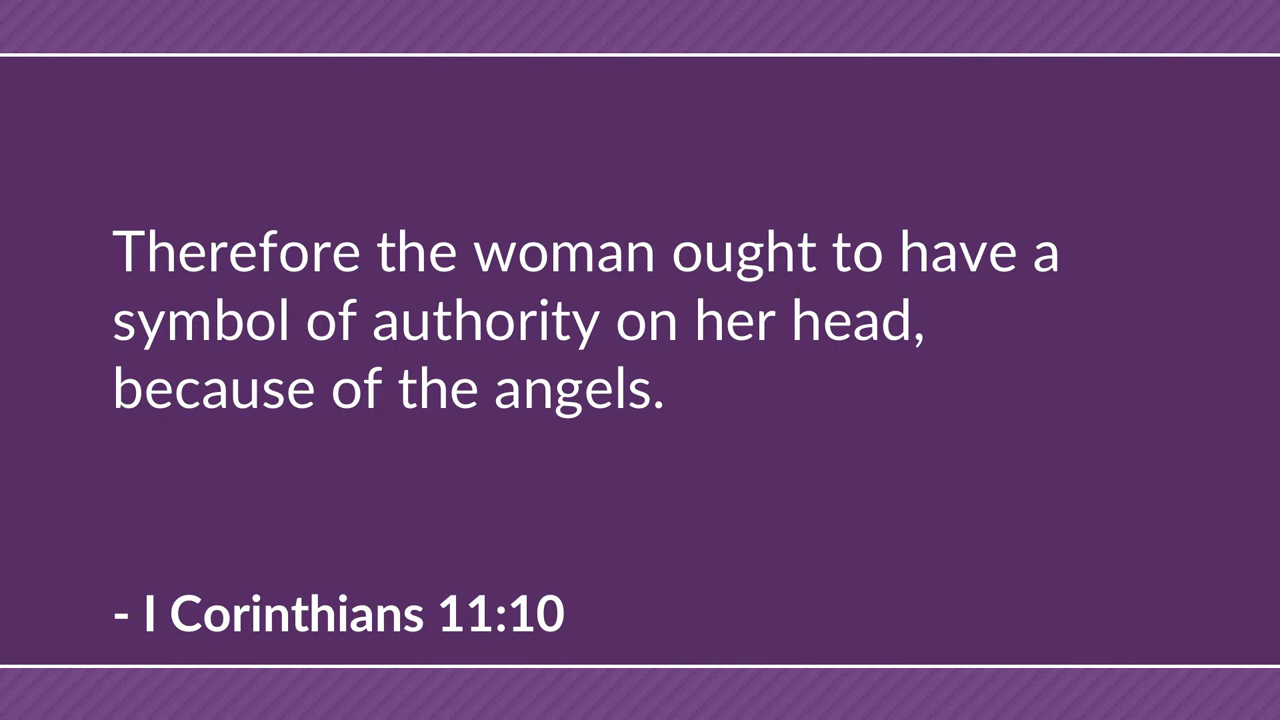 Therefore the woman ought to have a
symbol of authority on her head,
because of the angels.
- I Corinthians 11:10